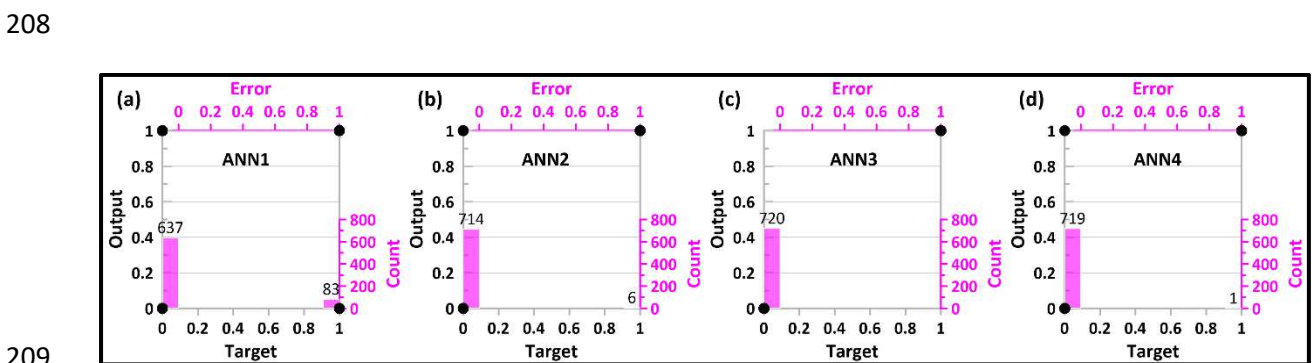 208
Error Error Error Error
(a) 0 0.2 0.4 0.6 0.8 1 (b) 0 0.2 0.4 0.6 0.8 1 (c) 0 0.2 0.4 0.6 0.8 1 (d) 0 0.2 0.4 0.6 0.8 1
1 1 1 1
ANN1 ANN2 ANN3 ANN4
0.8 0.8 0.8 0.8
0.6 0.6 0.6 0.6
Output Output Output Output
637 800 714 800 720 800 719 800
0.4 600 0.4 600 0.4 600 0.4 600
400 400 400 400
Count Count Count Count
0.2 83 200 0.2 6 200 0.2 200 0.2 1 200
0 0 0 0 0 0 0 0
0 0.2 0.4 0.6 0.8 1 0 0.2 0.4 0.6 0.8 1 0 0.2 0.4 0.6 0.8 1 0 0.2 0.4 0.6 0.8 1
Target Target Target Target
209